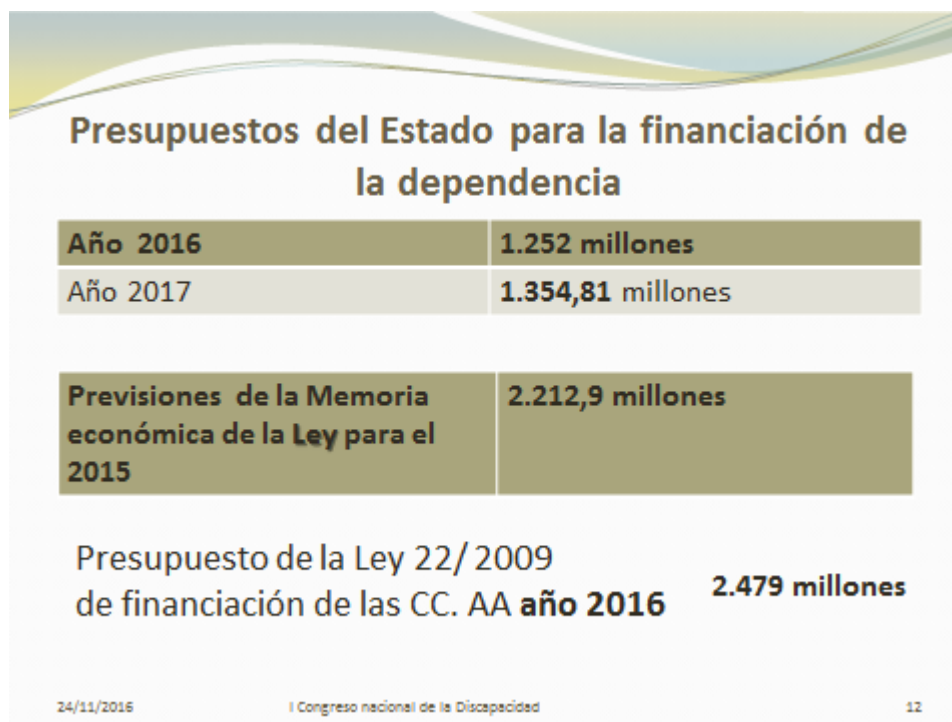 Presupuestos del Estado para la financiación de
la dependencia
Año 2016 1.252 millones
Año 2017 1.354,81 millones
Previsiones de la Memoria 2.212,9 millones
económica de la Ley para el
2015
Presupuesto de la Ley 22/ 2009
de financiación de las CC. AA año 2016 2.479 millones
24/11/2016 I Congreso nacional de la Discapacidad 12